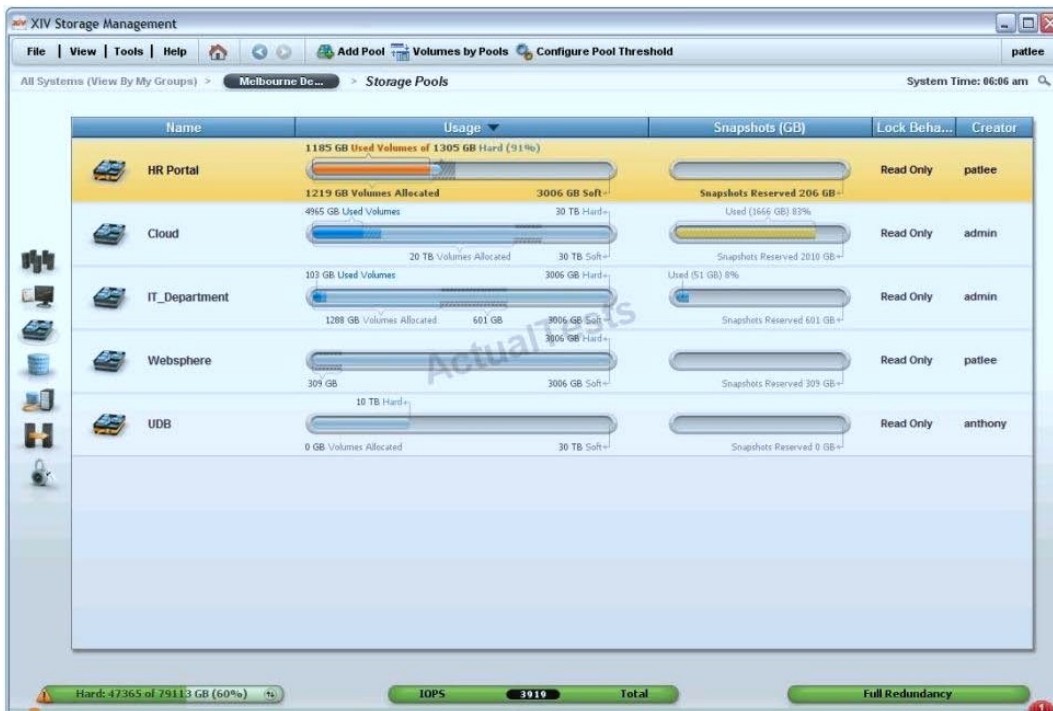 XIV XIV Storage Management
File | View | Tools | Help Add Pool Volumes by Pools Configure Pool Threshold patlee
All Systems (View By My Groups) > Melbourne De... > Storage Pools System Time: 06:06 am
Name Usage Snapshots (GB) Lock Beha... Creator
1185 GB Used Volumes of 1305 GB Hard (91%)
HR Portal Read Only patlee
1219 GB Volumes Allocated 3006 GB Soft Snapshots Reserved 206 GB
4965 GB Used Volumes 30 TB Hard Used (1666 GB) 83%
Cloud Read Only admin
20 TB Volumes Allocated 30 TB Soft Snapshots Reserved 2010 GB
103 GB Used Volumes 3006 GB Hard Used (51 GB) 8%
IT_Department Read Only admin
1288 GB Volumes Allocated 601 GB 3006 GB Soft Snapshots Reserved 601 GB
ActualTests
3006 GB Hard
Websphere Read Only patlee
309 GB 3006 GB Soft Snapshots Reserved 309 GB
10 TB Hard
UDB Read Only anthony
0 GB Volumes Allocated 30 TB Soft Snapshots Reserved 0 GB
Hard: 47365 of 79113 GB (60%) IOPS 3919 Total Full Redundancy
1